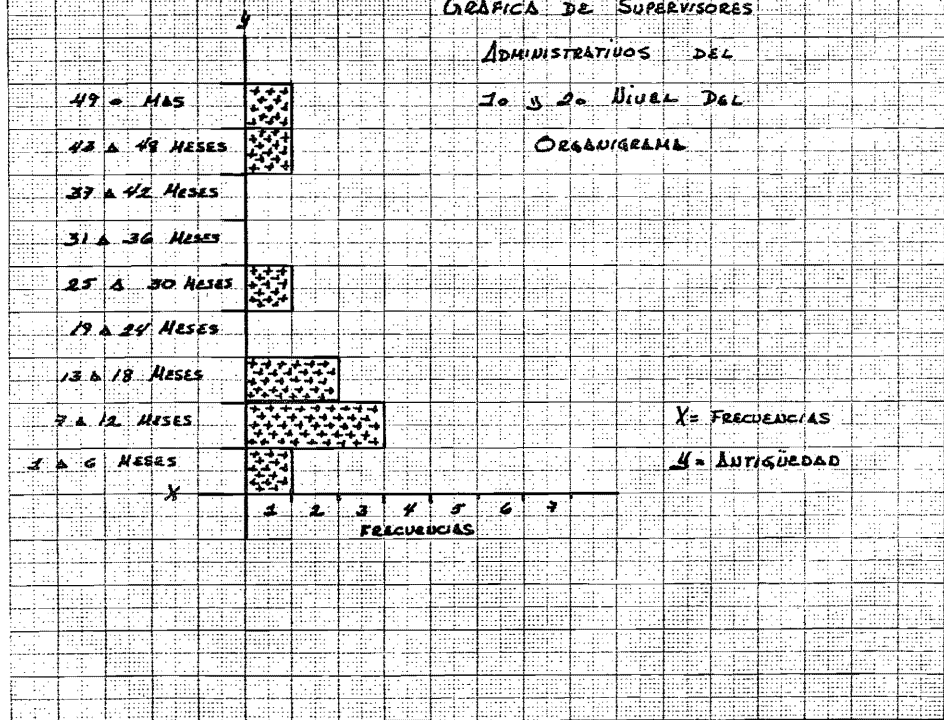 GRÁFICA DE SUPERVISORES
ADMINISTRATIVOS DEL
1o y 2o NIVEL DEL
ORGANIGRAMA
y
49 o MAS
43 A 48 MESES
37 A 42 MESES
31 A 36 MESES
25 A 30 MESES
19 A 24 MESES
13 A 18 MESES
7 A 12 MESES
1 A 6 MESES
X
1 2 3 4 5 6 7
FRECUENCIAS
X = FRECUENCIAS
Y = ANTIGÜEDAD